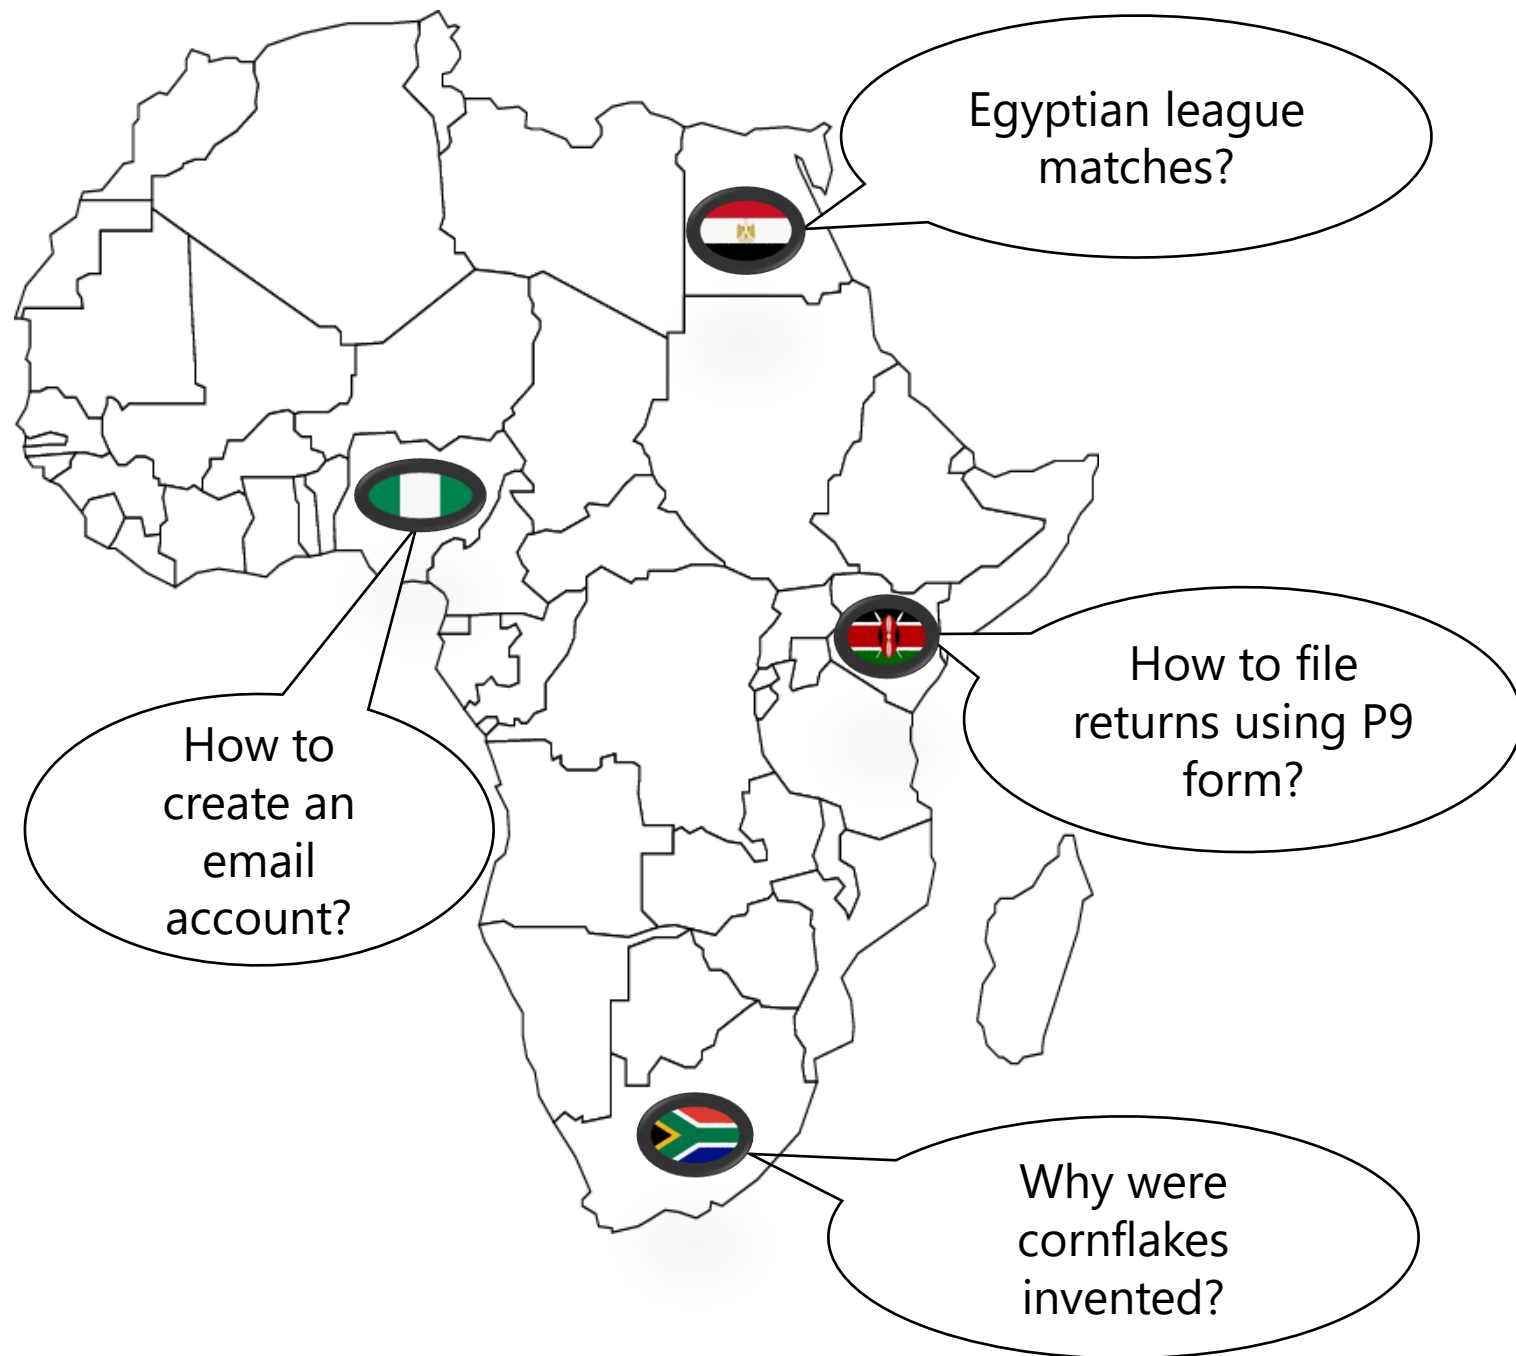 Egyptian league
matches?
How to file
returns using P9
form?
How to
create an
email
account?
Why were
cornflakes
invented?